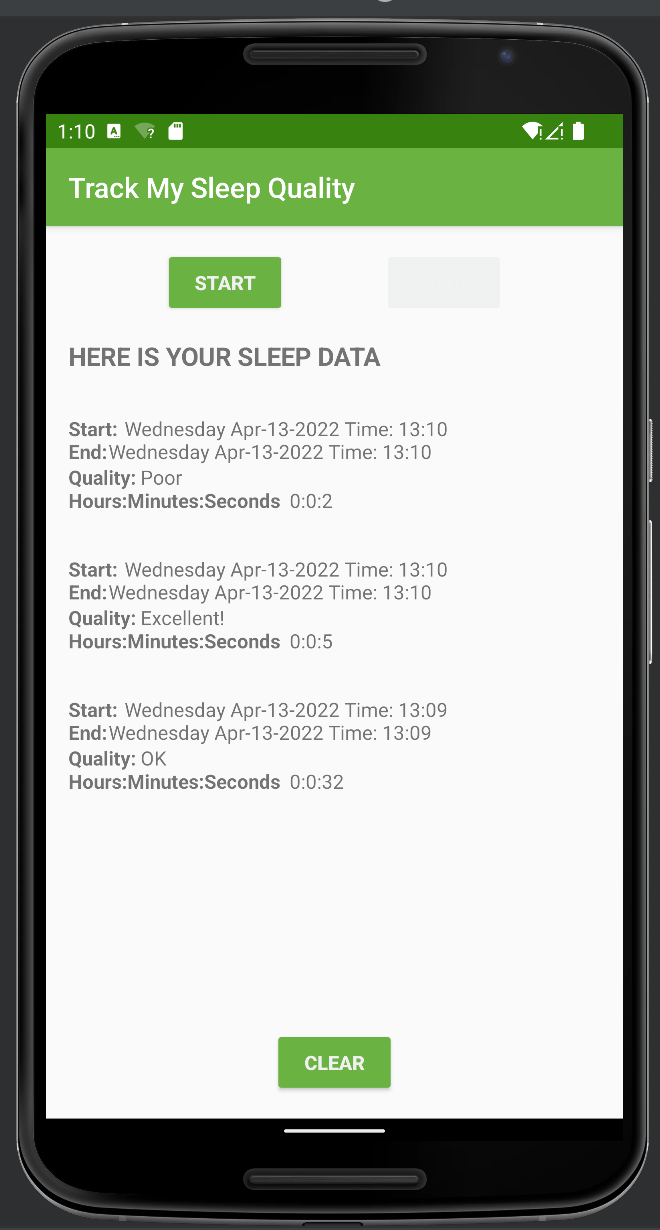 1:10
Track My Sleep Quality
START
HERE IS YOUR SLEEP DATA
Start: Wednesday Apr-13-2022 Time: 13:10
End:Wednesday Apr-13-2022 Time: 13:10
Quality: Poor
Hours:Minutes:Seconds 0:0:2
Start: Wednesday Apr-13-2022 Time: 13:10
End:Wednesday Apr-13-2022 Time: 13:10
Quality: Excellent!
Hours:Minutes:Seconds 0:0:5
Start: Wednesday Apr-13-2022 Time: 13:09
End:Wednesday Apr-13-2022 Time: 13:09
Quality: OK
Hours:Minutes:Seconds 0:0:32
CLEAR